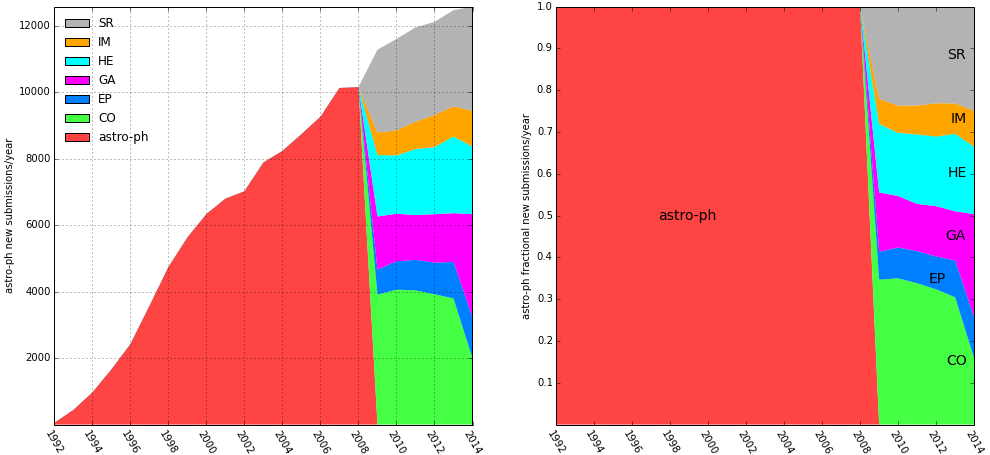 astro-ph new submissions/year
12000
10000
8000
6000
4000
2000
SR
IM
HE
GA
EP
CO
astro-ph
1992
1994
1996
1998
2000
2002
2004
2006
2008
2010
2012
2014
astro-ph fractional new submissions/year
1.0
0.9
0.8
0.7
0.6
0.5
0.4
0.3
0.2
0.1
astro-ph
SR
IM
HE
GA
EP
CO
1992
1994
1996
1998
2000
2002
2004
2006
2008
2010
2012
2014